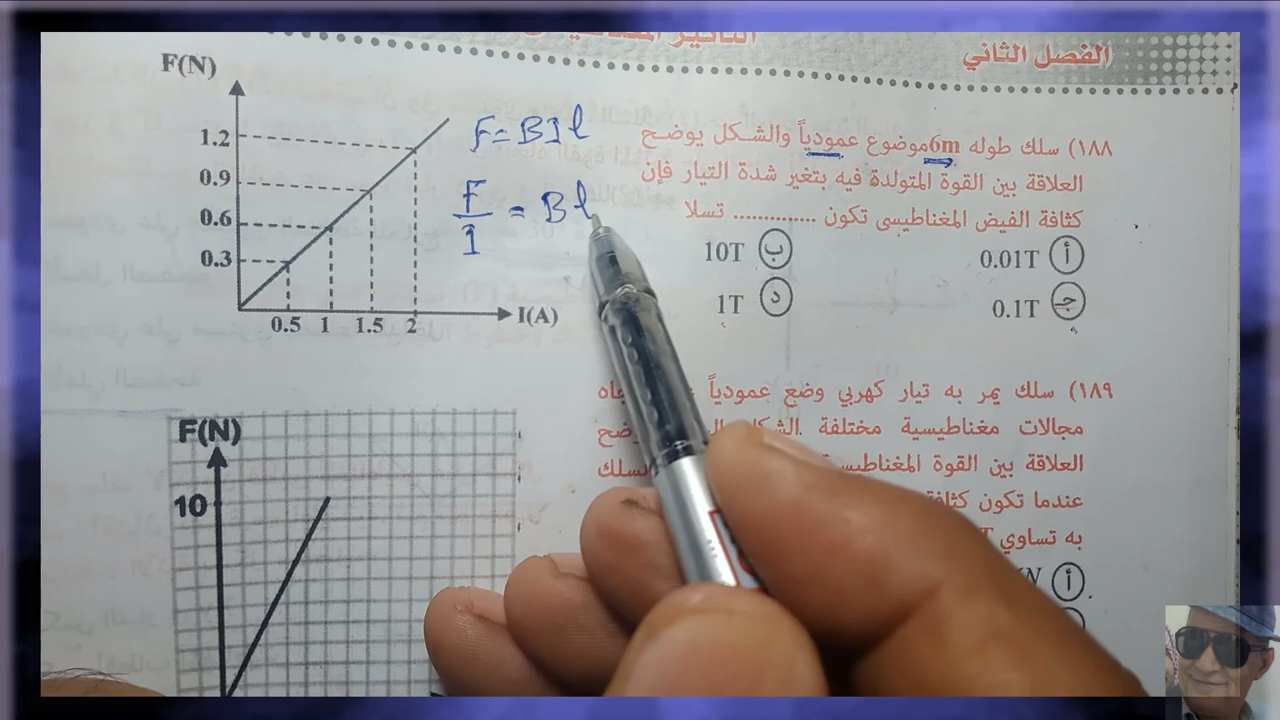 الفصل الثاني
١٨٨) سلك طوله 6m موضوع عمودياً والشكل يوضح
العلاقة بين القوة المتولدة فيه بتغير شدة التيار فإن
كثافة الفيض المغناطيسى تكون .............. تسلا
أ 0.01T
ب 10T
جـ 0.1T
د 1T
F(N)
1.2
0.9
0.6
0.3
0.5 1 1.5 2 I(A)
F=BIl
F/I = Bl
١٨٩) سلك يمر به تيار كهربي وضع عمودياً
مجالات مغناطيسية مختلفة
العلاقة بين القوة
عندما تكون
به تساوي
أ
F(N)
10